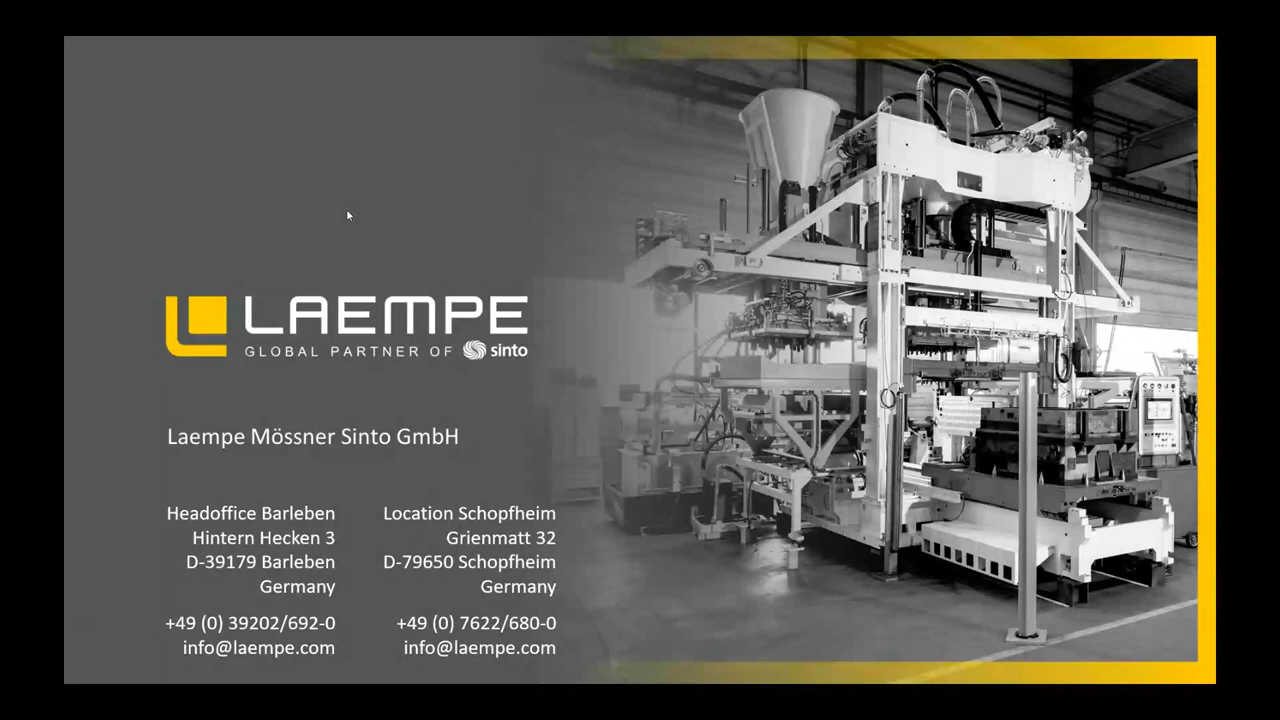 LAEMPE
GLOBAL PARTNER OF sinto
Laempe Mössner Sinto GmbH
Headoffice Barleben
Hintern Hecken 3
D-39179 Barleben
Germany
+49 (0) 39202/692-0
info@laempe.com
Location Schopfheim
Grienmatt 32
D-79650 Schopfheim
Germany
+49 (0) 7622/680-0
info@laempe.com